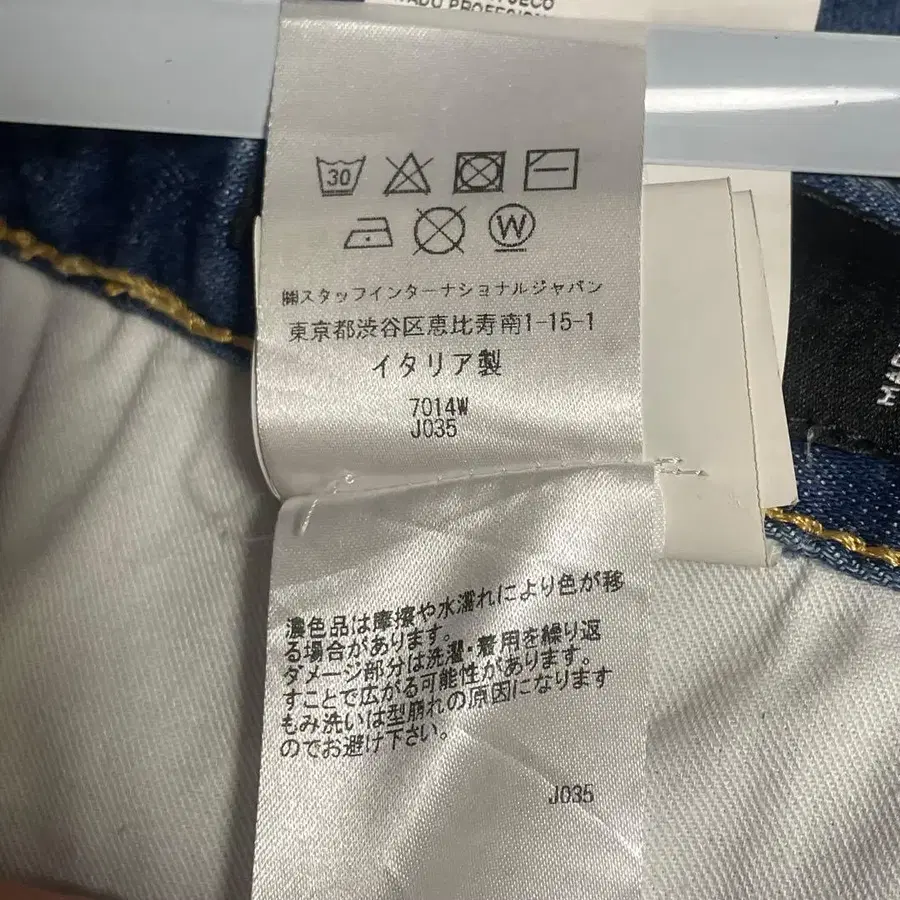 30
W
㈱スタッフインターナショナルジャパン
東京都渋谷区恵比寿南1-15-1
イタリア製
7014W
J035
濃色品は摩擦や水濡れにより色が移
る場合があります。
ダメージ部分は洗濯・着用を繰り返
すことで広がる可能性があります。
もみ洗いは型崩れの原因になります
のでお避け下さい。
J035